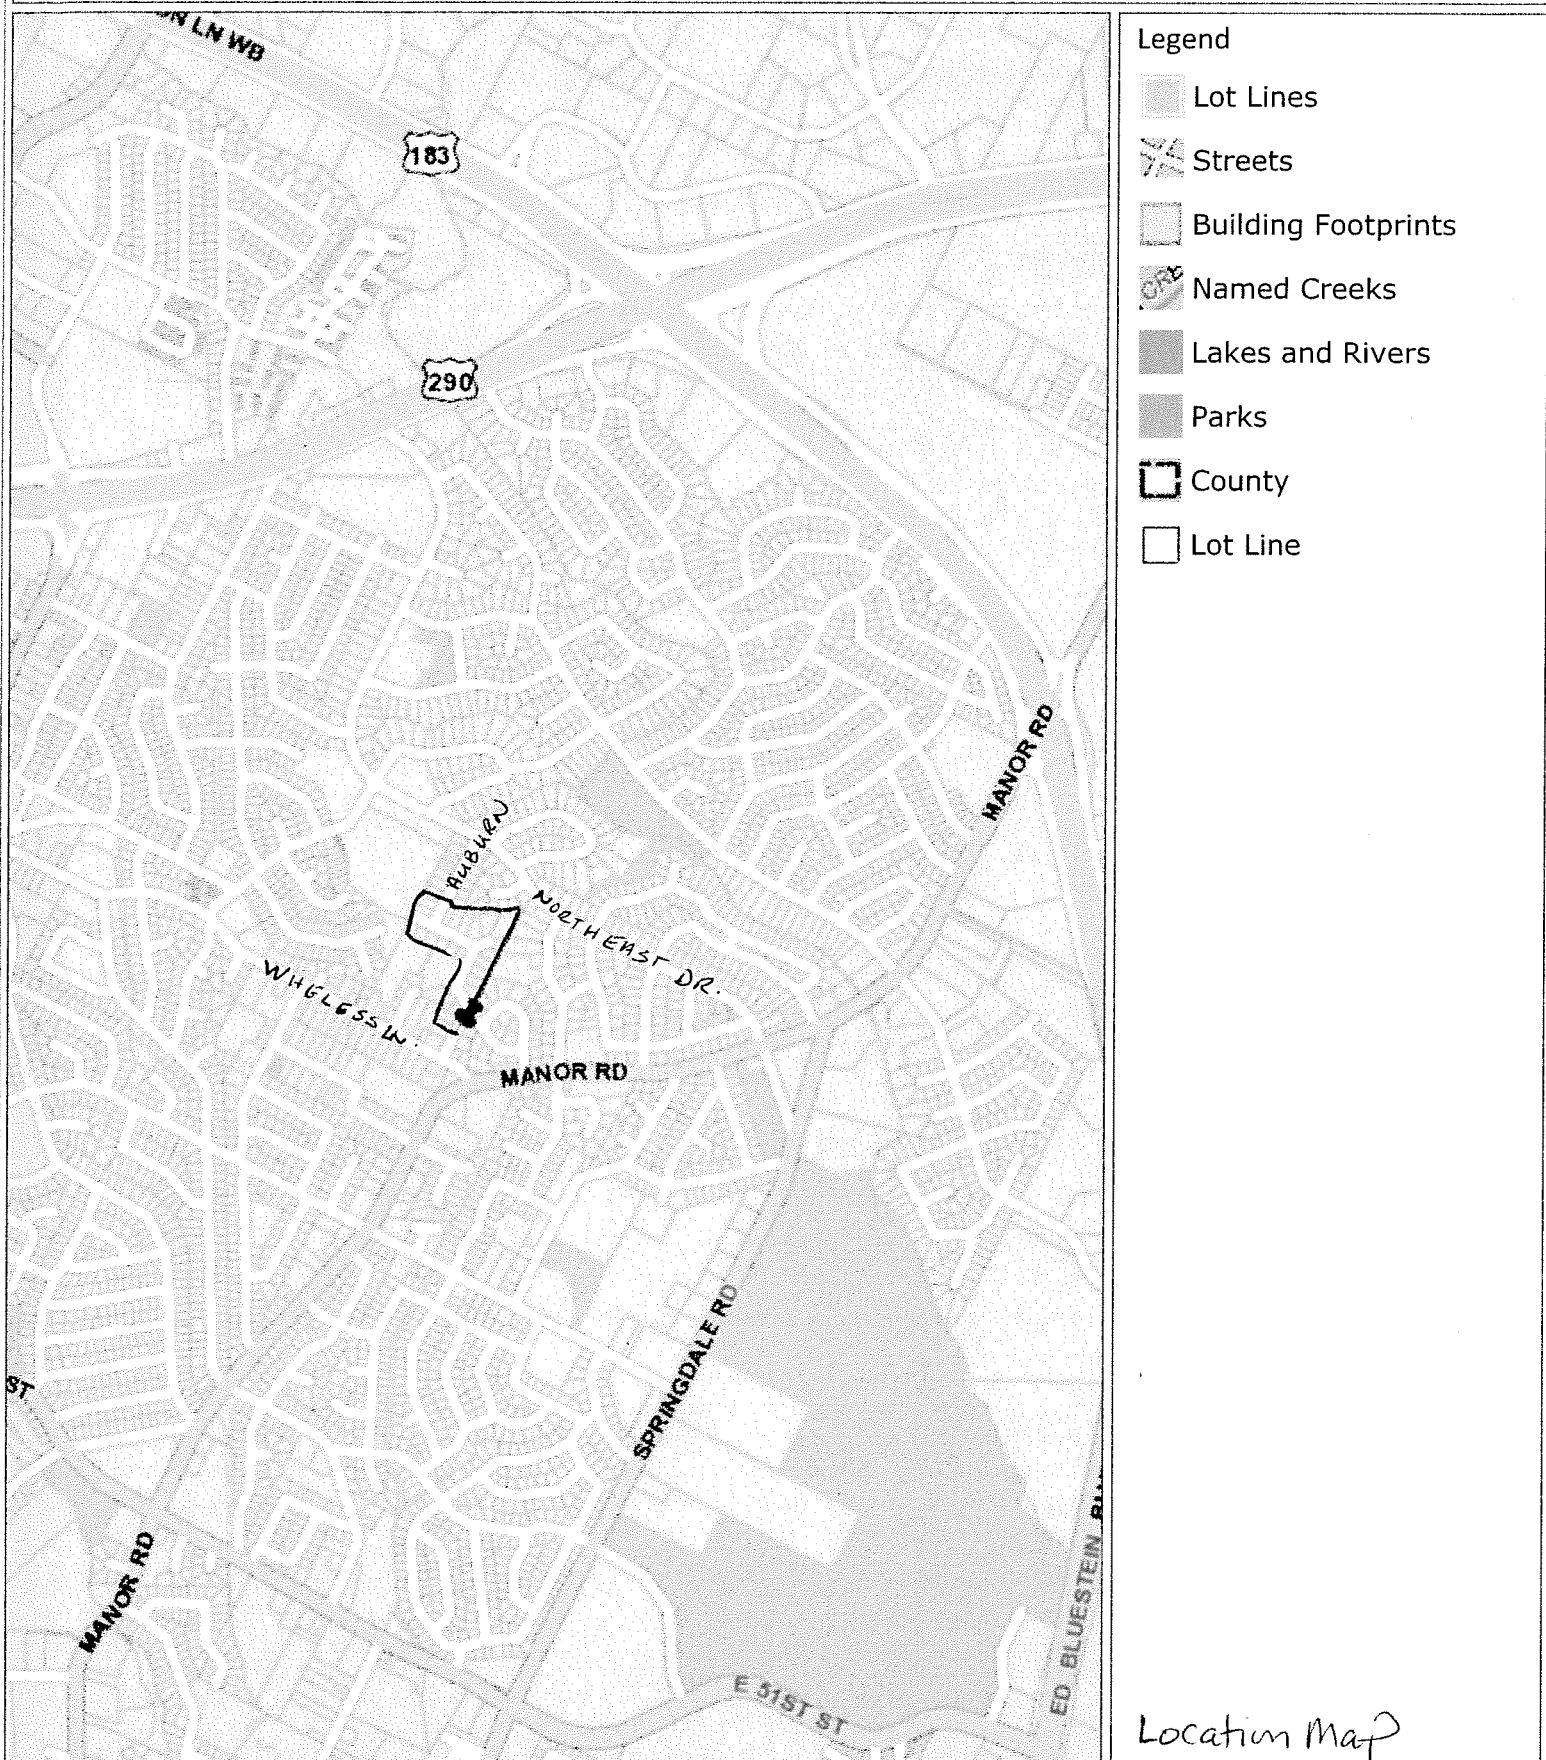 LN WB
183
290
MANOR RD
AUBURN
NORTHEAST DR.
WHELESS LN.
MANOR RD
SPRINGDALE RD
ST
MANOR RD
E 51ST ST
ED BLUESTEIN
Legend
Lot Lines
Streets
Building Footprints
CRE
Named Creeks
Lakes and Rivers
Parks
County
Lot Line
Location Map